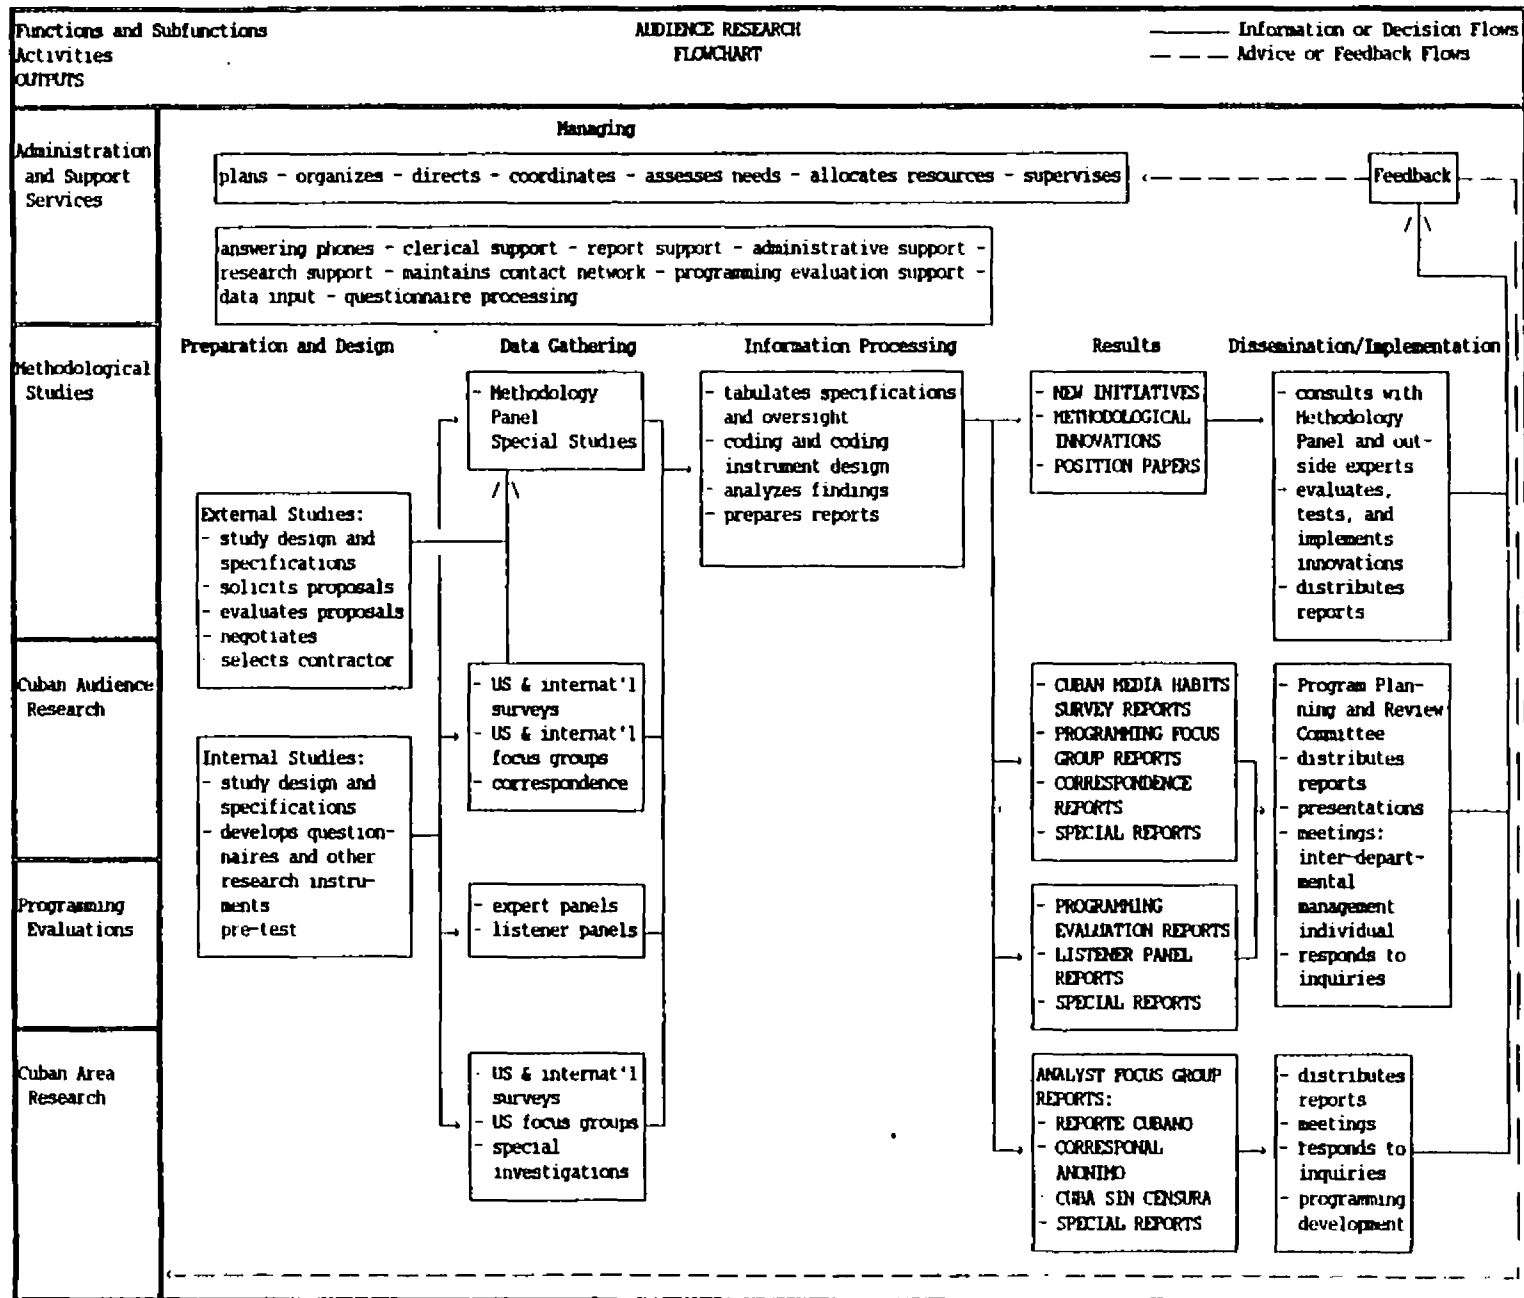 Functions and Subfunctions
Activities
OUTPUTS
AUDIENCE RESEARCH
FLOWCHART
Information or Decision Flows
Advice or Feedback Flows
Administration
and Support
Services
Managing
plans - organizes - directs - coordinates - assesses needs - allocates resources - supervises
Feedback
answering phones - clerical support - report support - administrative support -
research support - maintains contact network - programming evaluation support -
data input - questionnaire processing
Methodological
Studies
Preparation and Design
Data Gathering
Information Processing
Results
Dissemination/Implementation
External Studies:
- study design and
specifications
- solicits proposals
- evaluates proposals
- negotiates
- selects contractor
Internal Studies:
- study design and
specifications
- develops question-
naires and other
research instru-
ments
pre-test
- Methodology
Panel
Special Studies
- tabulates specifications
and oversight
- coding and coding
instrument design
- analyzes findings
- prepares reports
- NEW INITIATIVES
- METHODOLOGICAL
INNOVATIONS
- POSITION PAPERS
- consults with
Methodology
Panel and out-
side experts
- evaluates,
tests, and
implements
innovations
- distributes
reports
Cuban Audience
Research
- US & internat'l
surveys
- US & internat'l
focus groups
- correspondence
- CUBAN MEDIA HABITS
SURVEY REPORTS
- PROGRAMMING FOCUS
GROUP REPORTS
- CORRESPONDENCE
REPORTS
- SPECIAL REPORTS
- Program Plan-
ning and Review
Committee
- distributes
reports
- presentations
- meetings:
inter-depart-
mental
management
individual
- responds to
inquiries
Programming
Evaluations
- expert panels
- listener panels
- PROGRAMMING
EVALUATION REPORTS
- LISTENER PANEL
REPORTS
- SPECIAL REPORTS
Cuban Area
Research
- US & internat'l
surveys
- US focus groups
- special
investigations
ANALYST FOCUS GROUP
REPORTS:
- REPORTE CUBANO
- CORRESPONAL
ANONIMO
- CUBA SIN CENSURA
- SPECIAL REPORTS
- distributes
reports
- meetings
- responds to
inquiries
- programming
development